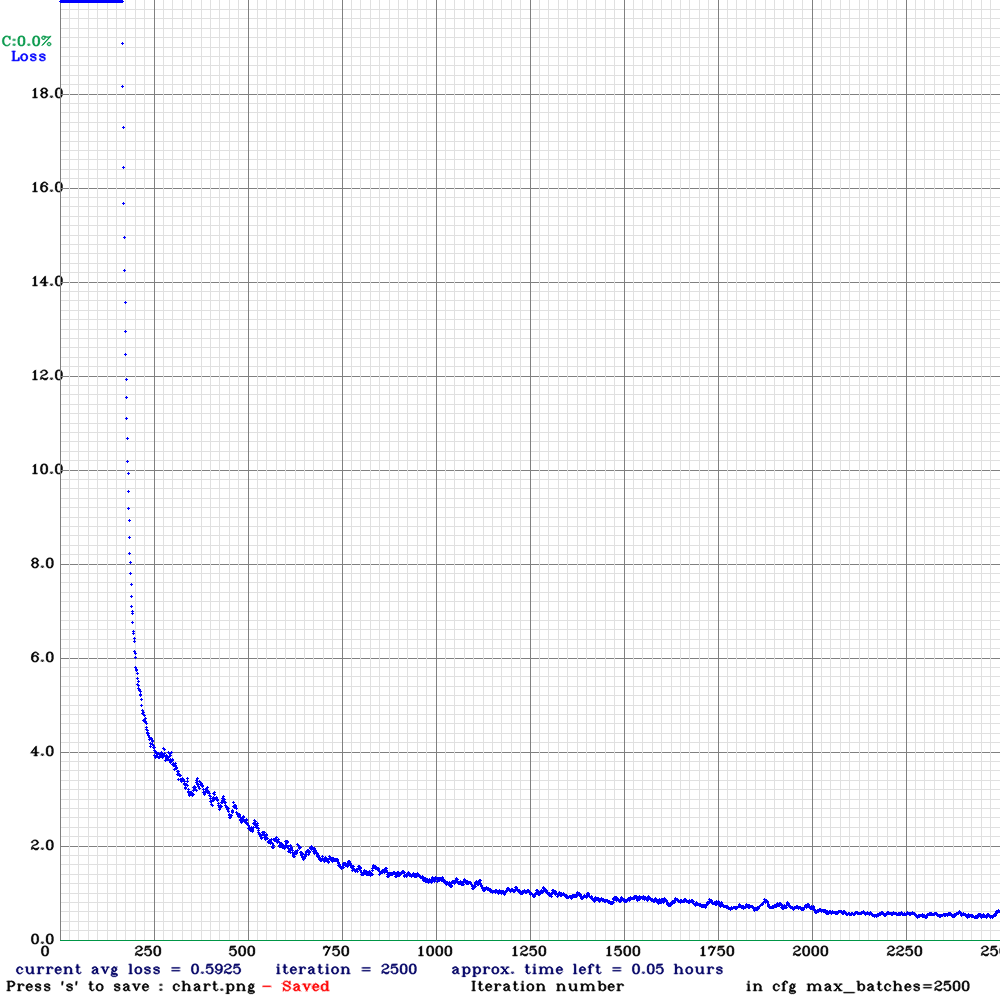 C:0.0%
Loss
18.0
16.0
14.0
12.0
10.0
8.0
6.0
4.0
2.0
0.0
0 250 500 750 1000 1250 1500 1750 2000 2250 250
current avg loss = 0.5925 iteration = 2500 approx. time left = 0.05 hours
Press 's' to save : chart.png - Saved Iteration number in cfg max_batches=2500